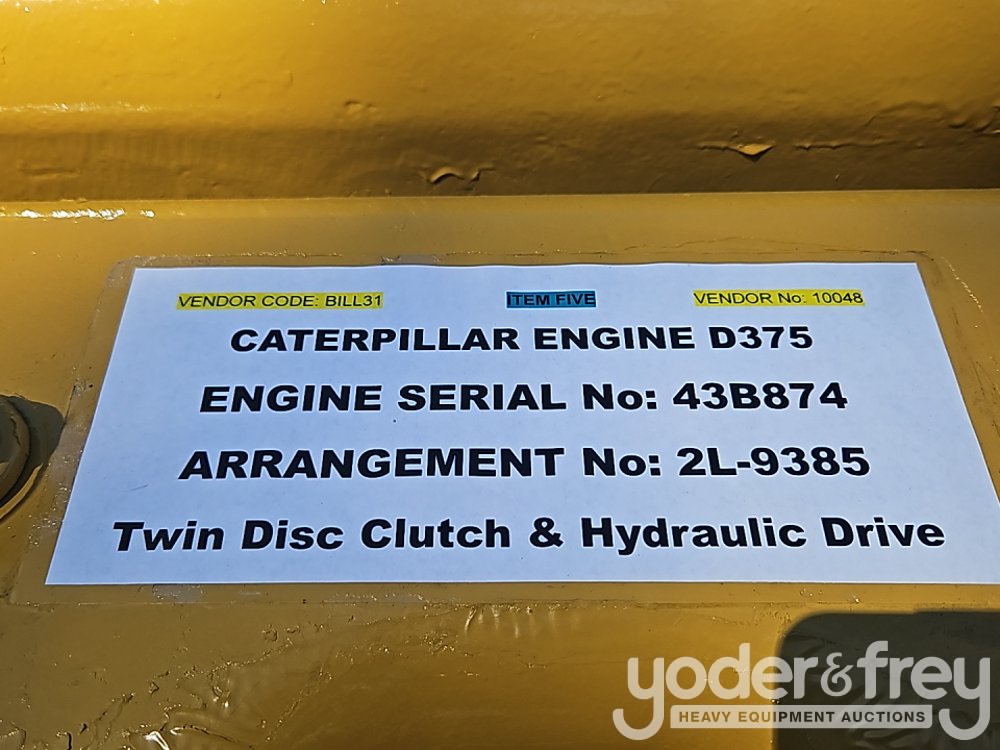 VENDOR CODE: BILL31 ITEM FIVE VENDOR No: 10048
CATERPILLAR ENGINE D375
ENGINE SERIAL No: 43B874
ARRANGEMENT No: 2L-9385
Twin Disc Clutch & Hydraulic Drive
yoder&frey
HEAVY EQUIPMENT AUCTIONS